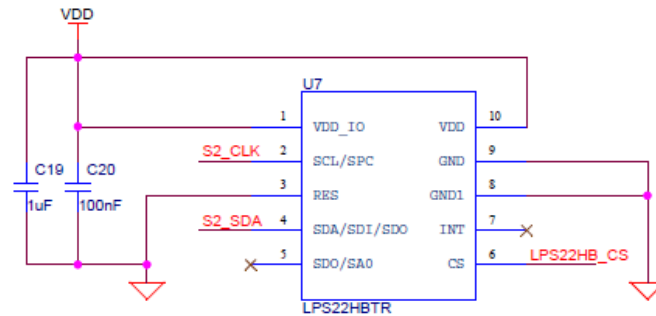 VDD
U7
1 VDD_IO VDD 10
S2_CLK 2 SCL/SPC GND 9
C19 C20 3 RES GND1 8
1uF 100nF
S2_SDA 4 SDA/SDI/SDO INT 7
5 SDO/SA0 CS 6 LPS22HB_CS
LPS22HBTR